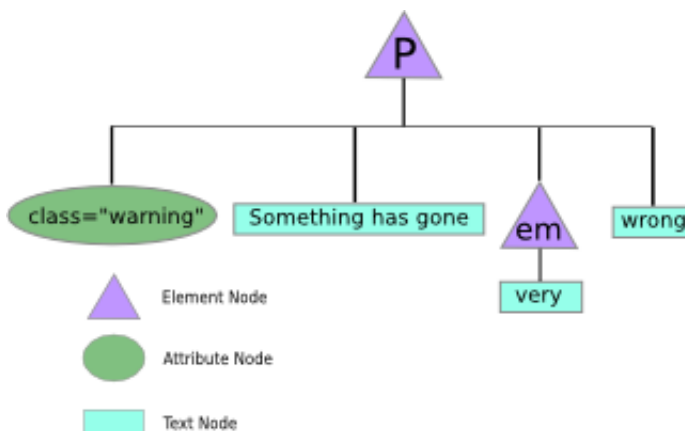 P
class="warning"
Something has gone
em
wrong
very
Element Node
Attribute Node
Text Node